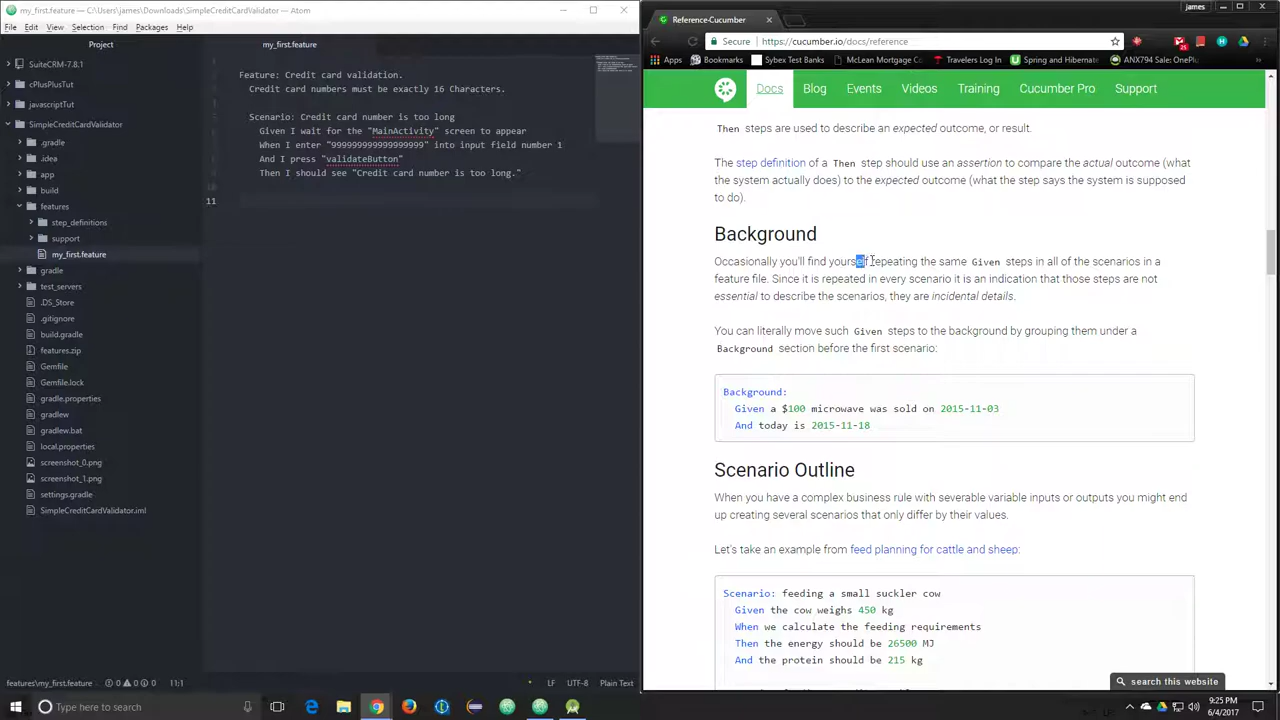 my_first.feature — C:\Users\james\Downloads\SimpleCreditCardValidator — Atom
File Edit View Selection Find Packages Help
Project
my_first.feature
SuiteCRM-7.8.1
cPlusPlusTut
javascriptTut
SimpleCreditCardValidator
.gradle
.idea
app
build
features
step_definitions
support
my_first.feature
gradle
test_servers
.DS_Store
.gitignore
build.gradle
features.zip
Gemfile
Gemfile.lock
gradle.properties
gradlew
gradlew.bat
local.properties
screenshot_0.png
screenshot_1.png
settings.gradle
SimpleCreditCardValidator.iml
Feature: Credit card validation.
Credit card numbers must be exactly 16 Characters.
Scenario: Credit card number is too long
Given I wait for the "MainActivity" screen to appear
When I enter "99999999999999999" into input field number 1
And I press "validateButton"
Then I should see "Credit card number is too long."
11
features\my_first.feature 0 0 0 11:1
LF UTF-8 Plain Text
james
Reference-Cucumber
Secure https://cucumber.io/docs/reference
Apps Bookmarks Sybex Test Banks McLean Mortgage Co Travelers Log In Spring and Hibernate ANX794 Sale: OnePl
Docs Blog Events Videos Training Cucumber Pro Support
Then steps are used to describe an expected outcome, or result.
The step definition of a Then step should use an assertion to compare the actual outcome (what
the system actually does) to the expected outcome (what the step says the system is supposed
to do).
Background
Occasionally you'll find yourself repeating the same Given steps in all of the scenarios in a
feature file. Since it is repeated in every scenario it is an indication that those steps are not
essential to describe the scenarios, they are incidental details.
You can literally move such Given steps to the background by grouping them under a
Background section before the first scenario:
Background:
Given a $100 microwave was sold on 2015-11-03
And today is 2015-11-18
Scenario Outline
When you have a complex business rule with severable variable inputs or outputs you might end
up creating several scenarios that only differ by their values.
Let's take an example from feed planning for cattle and sheep:
Scenario: feeding a small suckler cow
Given the cow weighs 450 kg
When we calculate the feeding requirements
Then the energy should be 26500 MJ
And the protein should be 215 kg
search this website
Type here to search
9:25 PM
6/4/2017